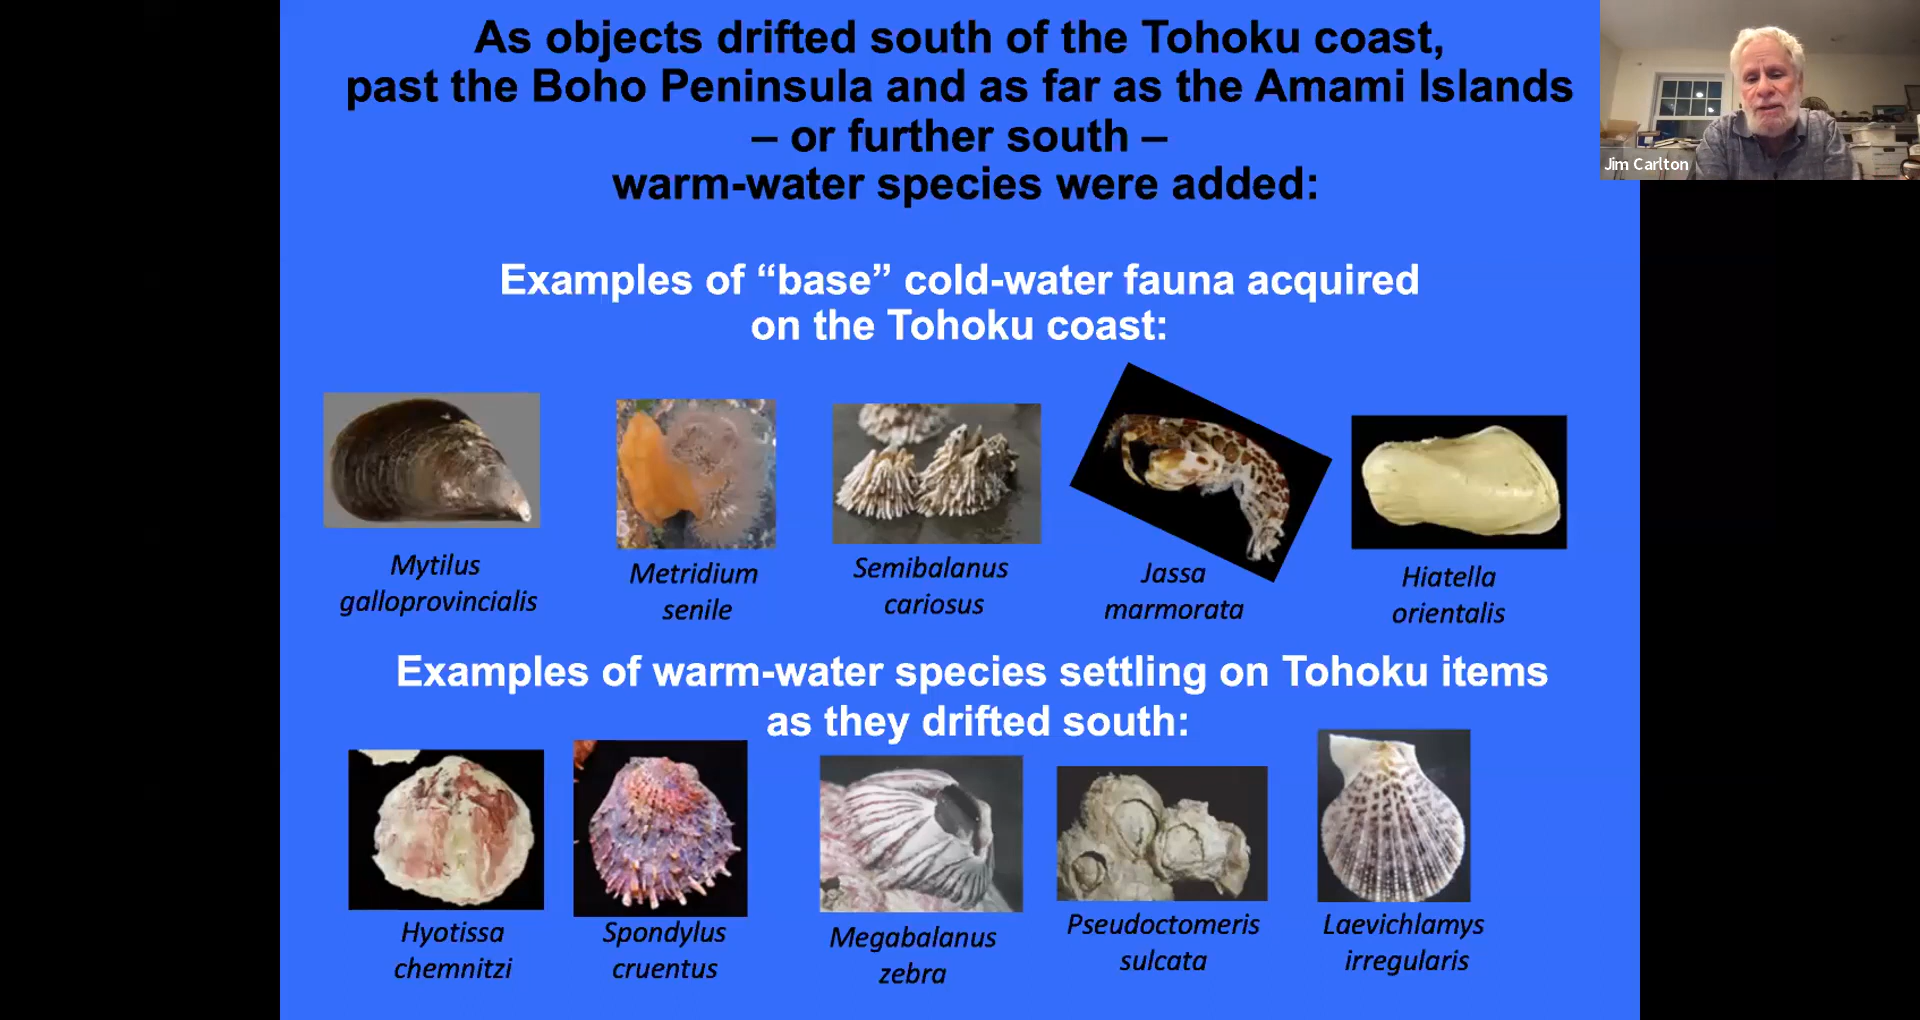 As objects drifted south of the Tohoku coast,
past the Boho Peninsula and as far as the Amami Islands
– or further south –
warm-water species were added:
Jim Carlton
Examples of “base” cold-water fauna acquired
on the Tohoku coast:
Mytilus
galloprovincialis
Metridium
senile
Semibalanus
cariosus
Jassa
marmorata
Hiatella
orientalis
Examples of warm-water species settling on Tohoku items
as they drifted south:
Hyotissa
chemnitzi
Spondylus
cruentus
Megabalanus
zebra
Pseudoctomeris
sulcata
Laevichlamys
irregularis